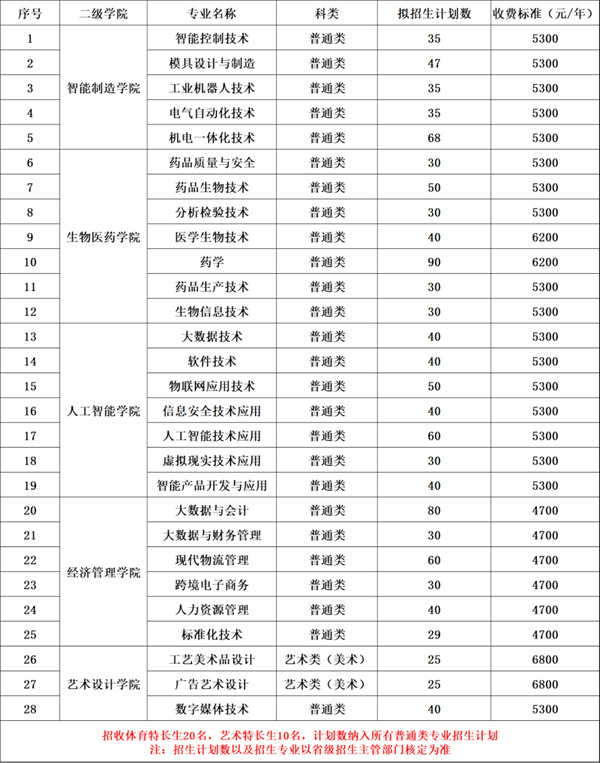 序号 二级学院 专业名称 科类 拟招生计划数 收费标准（元/年）
1 智能控制技术 普通类 35 5300
2 模具设计与制造 普通类 47 5300
3 智能制造学院 工业机器人技术 普通类 35 5300
4 电气自动化技术 普通类 35 5300
5 机电一体化技术 普通类 68 5300
6 药品质量与安全 普通类 30 5300
7 药品生物技术 普通类 50 5300
8 分析检验技术 普通类 30 5300
9 生物医药学院 医学生物技术 普通类 40 6200
10 药学 普通类 90 6200
11 药品生产技术 普通类 30 5300
12 生物信息技术 普通类 30 5300
13 大数据技术 普通类 40 5300
14 软件技术 普通类 40 5300
15 物联网应用技术 普通类 50 5300
16 人工智能学院 信息安全技术应用 普通类 40 5300
17 人工智能技术应用 普通类 60 5300
18 虚拟现实技术应用 普通类 30 5300
19 智能产品开发与应用 普通类 40 5300
20 大数据与会计 普通类 80 4700
21 大数据与财务管理 普通类 30 4700
22 经济管理学院 现代物流管理 普通类 60 4700
23 跨境电子商务 普通类 30 4700
24 人力资源管理 普通类 40 4700
25 标准化技术 普通类 29 4700
26 工艺美术品设计 艺术类（美术） 25 6800
27 艺术设计学院 广告艺术设计 艺术类（美术） 25 6800
28 数字媒体技术 普通类 40 5300
招收体育特长生20名，艺术特长生10名，计划数纳入所有普通类专业招生计划
注：招生计划数以及招生专业以省级招生主管部门核定为准